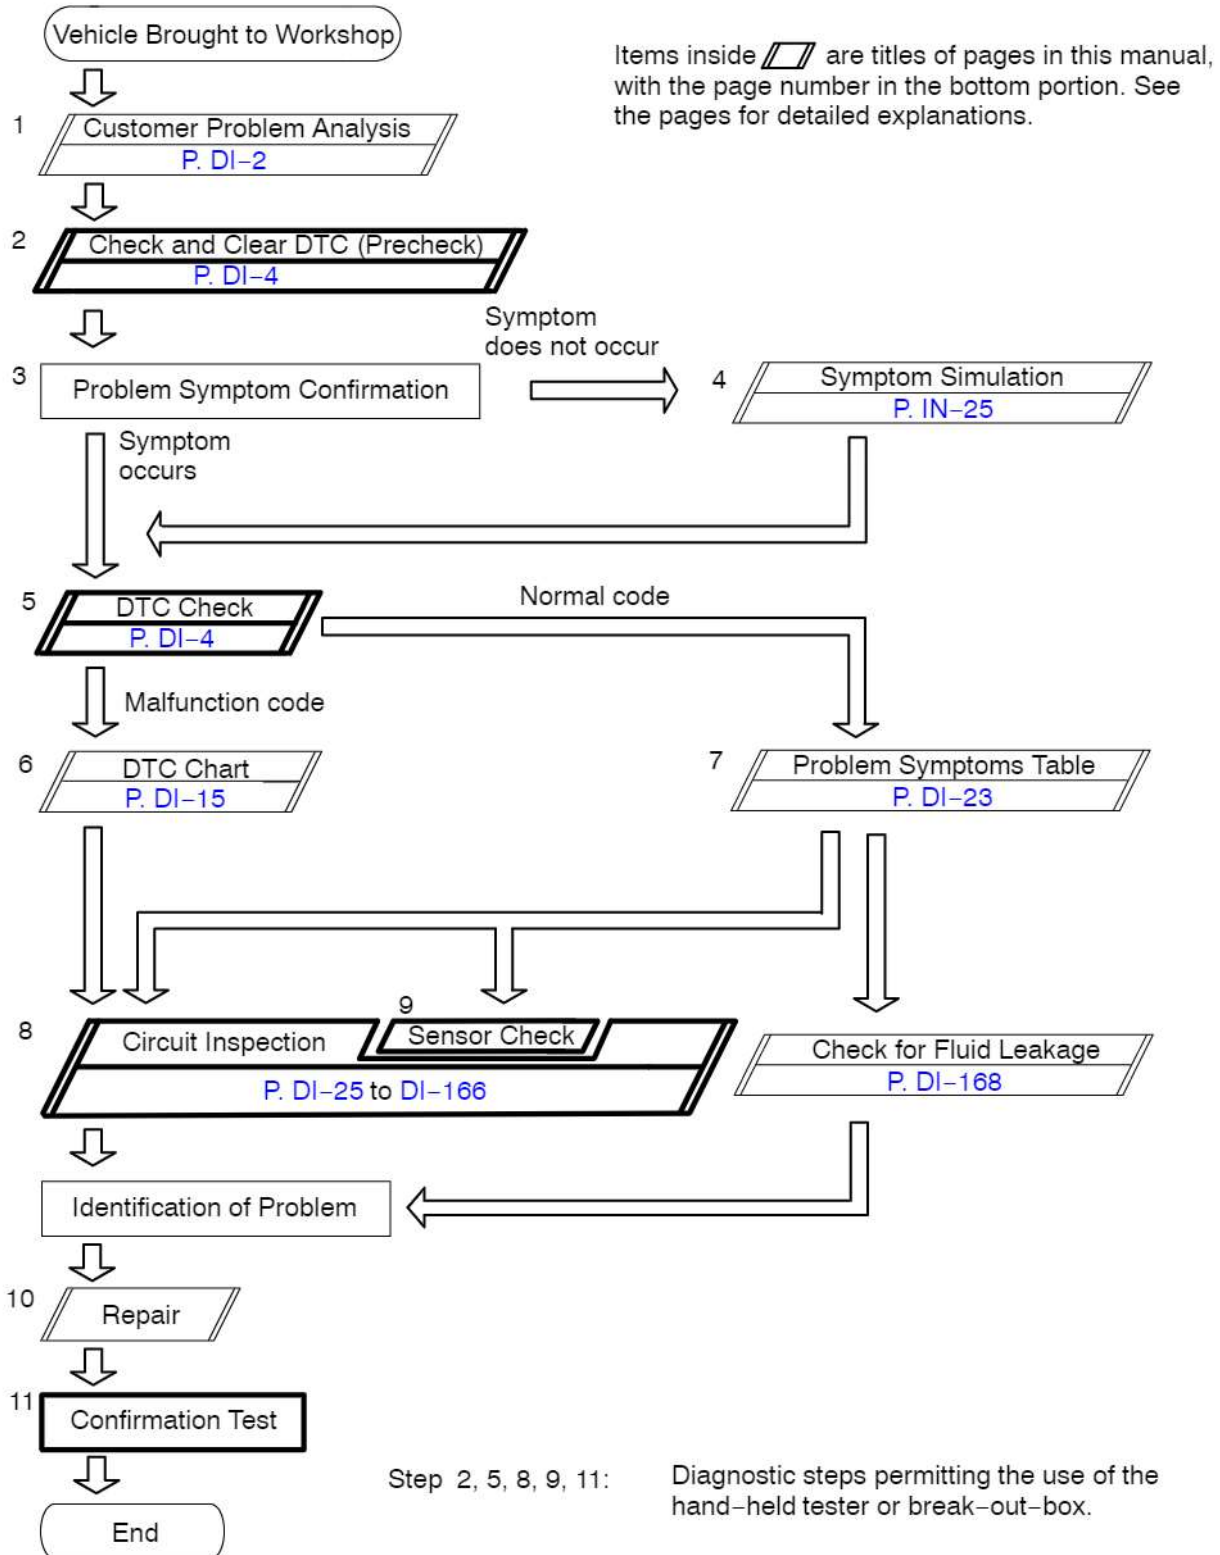 Vehicle Brought to Workshop
Items inside are titles of pages in this manual,
with the page number in the bottom portion. See
the pages for detailed explanations.
1
Customer Problem Analysis
P. DI–2
2
Check and Clear DTC (Precheck)
P. DI–4
Symptom
does not occur
3
Problem Symptom Confirmation
4
Symptom Simulation
P. IN–25
Symptom
occurs
5
DTC Check
P. DI–4
Normal code
Malfunction code
6
DTC Chart
P. DI–15
7
Problem Symptoms Table
P. DI–23
8
Circuit Inspection
9
Sensor Check
P. DI–25 to DI–166
Check for Fluid Leakage
P. DI–168
Identification of Problem
10
Repair
11
Confirmation Test
Step 2, 5, 8, 9, 11:
Diagnostic steps permitting the use of the
hand–held tester or break–out–box.
End